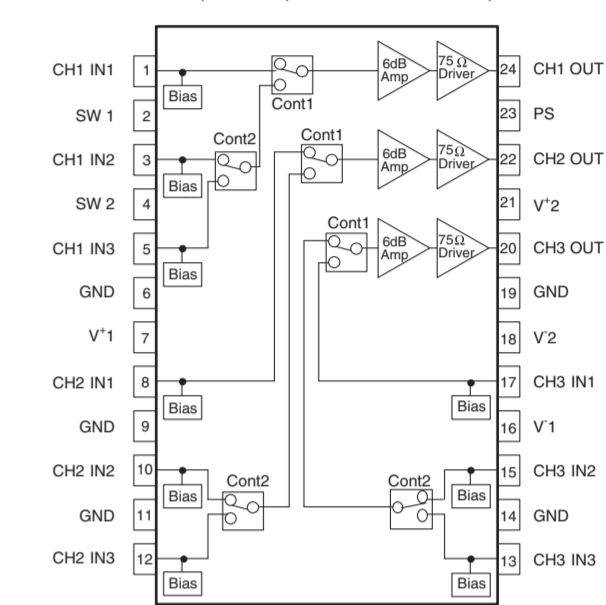 CH1 IN1 1 Bias Cont1 6dB Amp 75Ω Driver 24 CH1 OUT
SW 1 2 23 PS
CH1 IN2 3 Bias Cont2 Cont1 6dB Amp 75Ω Driver 22 CH2 OUT
SW 2 4 21 V+2
CH1 IN3 5 Bias Cont1 6dB Amp 75Ω Driver 20 CH3 OUT
GND 6 19 GND
V+1 7 18 V-2
CH2 IN1 8 Bias Bias 17 CH3 IN1
GND 9 16 V-1
CH2 IN2 10 Bias Cont2 Cont2 Bias 15 CH3 IN2
GND 11 14 GND
CH2 IN3 12 Bias Bias 13 CH3 IN3